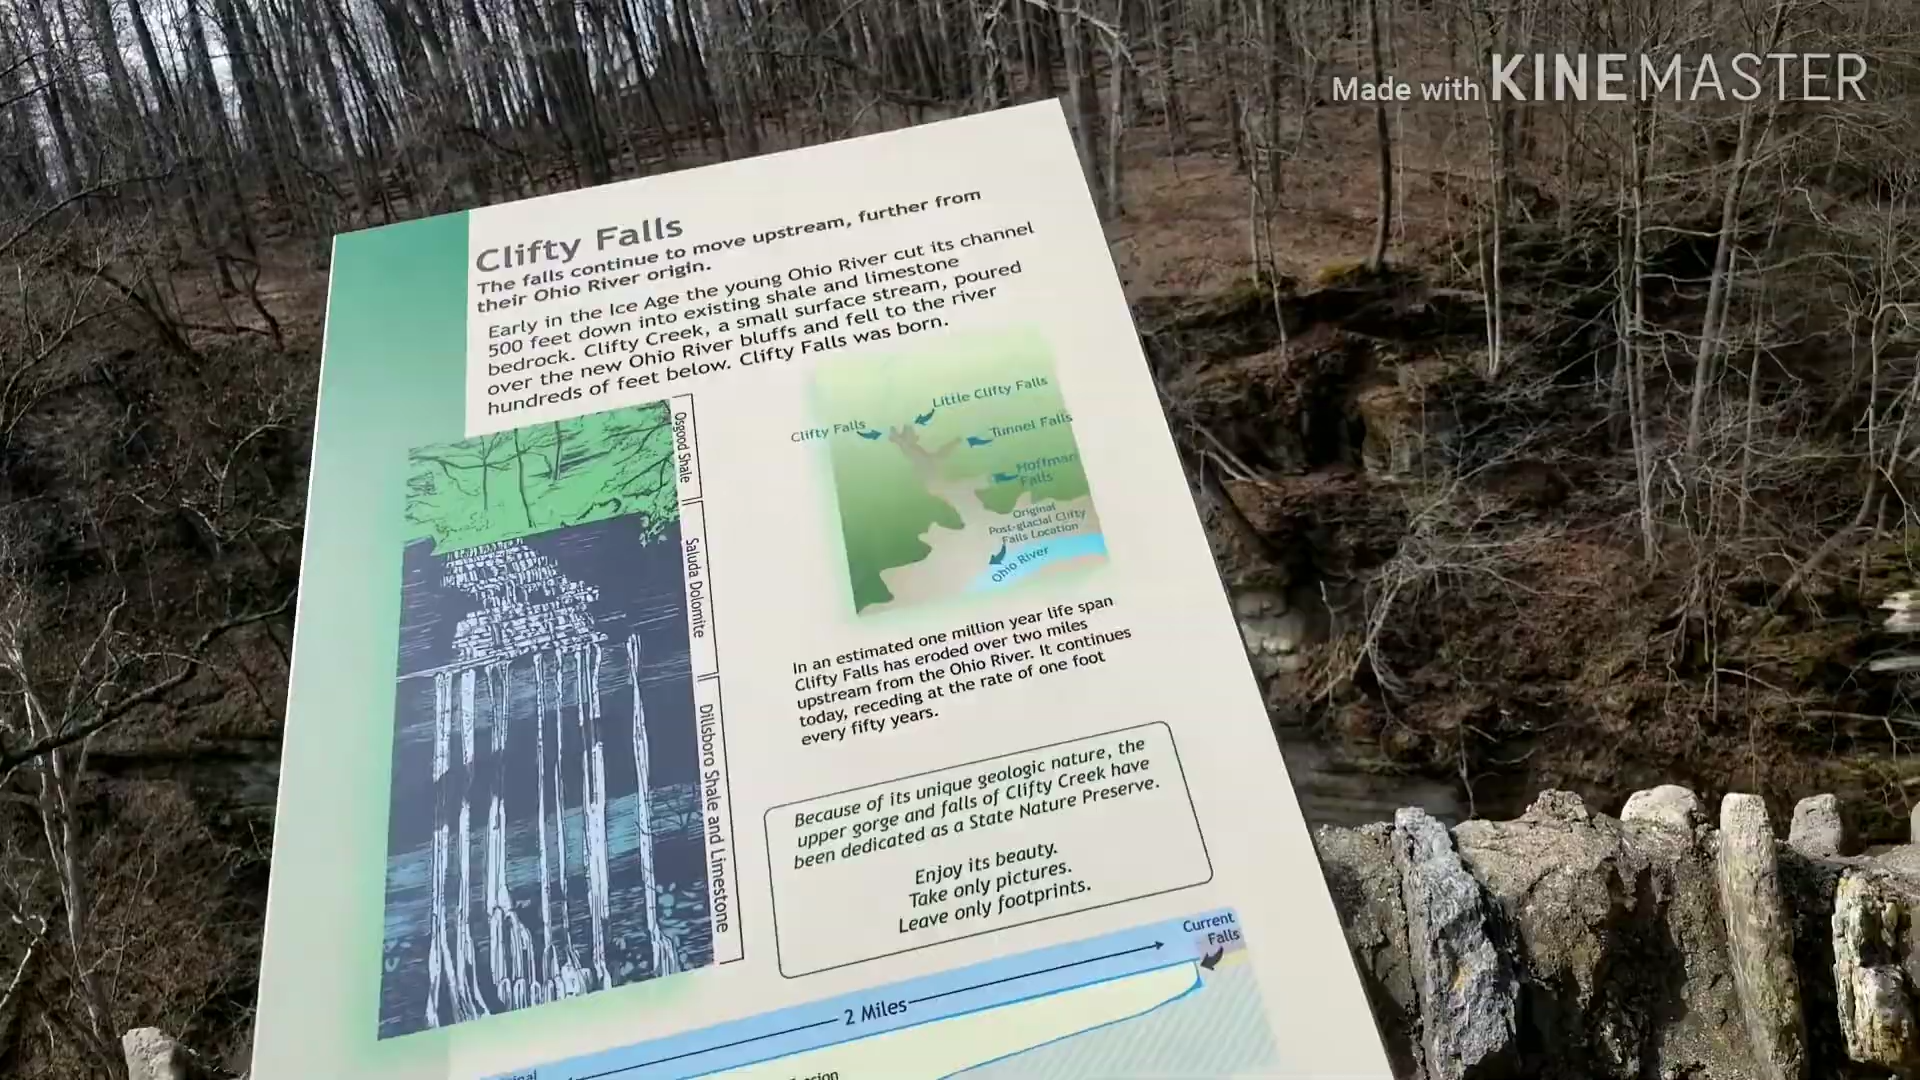 Made with KINEMASTER
Clifty Falls
The falls continue to move upstream, further from
their Ohio River origin.
Early in the Ice Age the young Ohio River cut its channel
500 feet down into existing shale and limestone
bedrock. Clifty Creek, a small surface stream, poured
over the new Ohio River bluffs and fell to the river
hundreds of feet below. Clifty Falls was born.
Osgood Shale
Saluda Dolomite
Dillsboro Shale and Limestone
Little Clifty Falls
Clifty Falls
Tunnel Falls
Hoffman
Falls
Original
Post-glacial Clifty
Falls Location
Ohio River
In an estimated one million year life span
Clifty Falls has eroded over two miles
upstream from the Ohio River. It continues
today, receding at the rate of one foot
every fifty years.
Because of its unique geologic nature, the
upper gorge and falls of Clifty Creek have
been dedicated as a State Nature Preserve.
Enjoy its beauty.
Take only pictures.
Leave only footprints.
Current
Falls
2 Miles